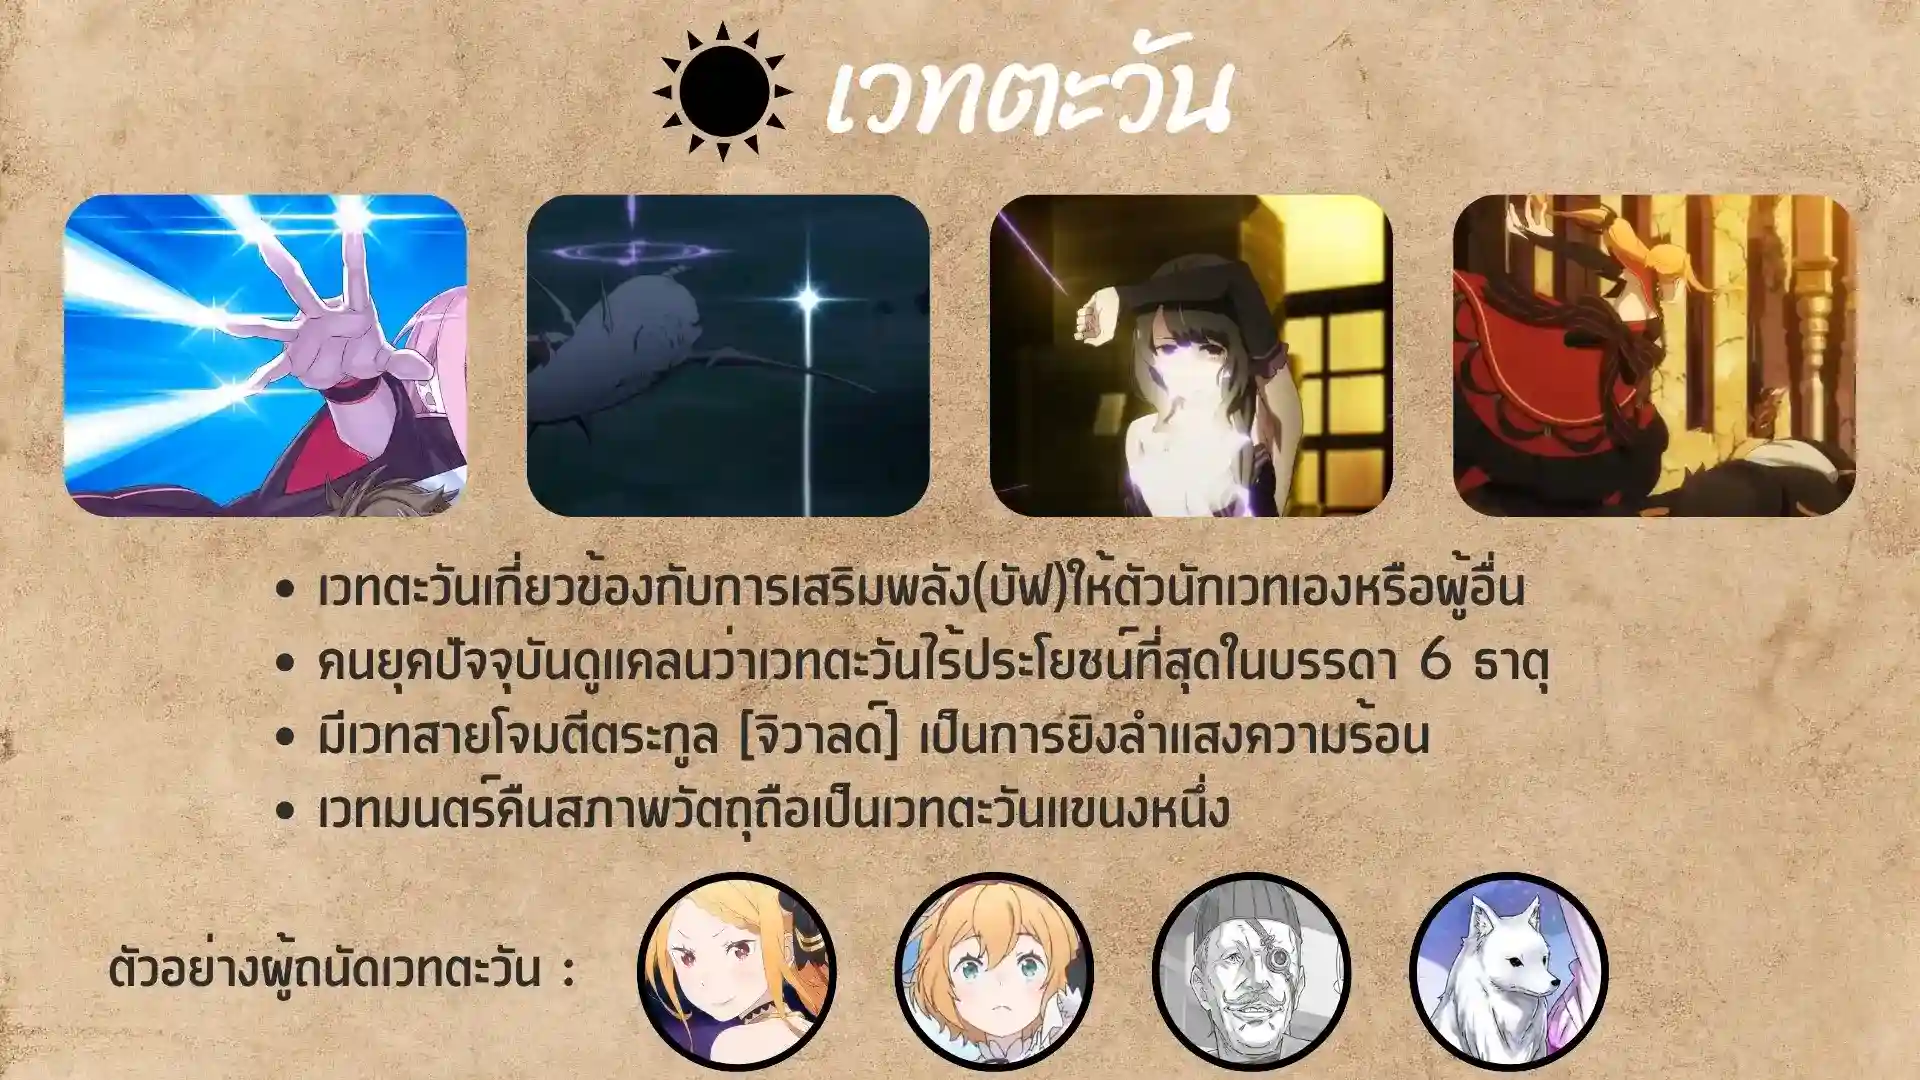 เวทตะวัน
• เวทตะวันเกี่ยวข้องกับการเสริมพลัง(บัฟ)ให้ตัวนักเวทเองหรือผู้อื่น
• คนยุคปัจจุบันดูแคลนว่าเวทตะวันไร้ประโยชน์ที่สุดในบรรดา 6 ธาตุ
• มีเวทสายโจมตีตระกูล [จิวาลด์] เป็นการยิงลำแสงความร้อน
• เวทมนตร์คืนสภาพวัตถุถือเป็นเวทตะวันแขนงหนึ่ง
ตัวอย่างผู้ถนัดเวทตะวัน :